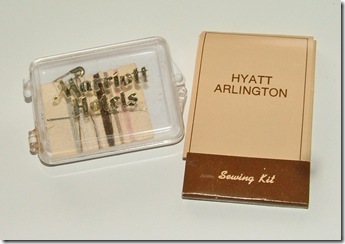 Marriott
Hotels
HYATT
ARLINGTON
Sewing Kit